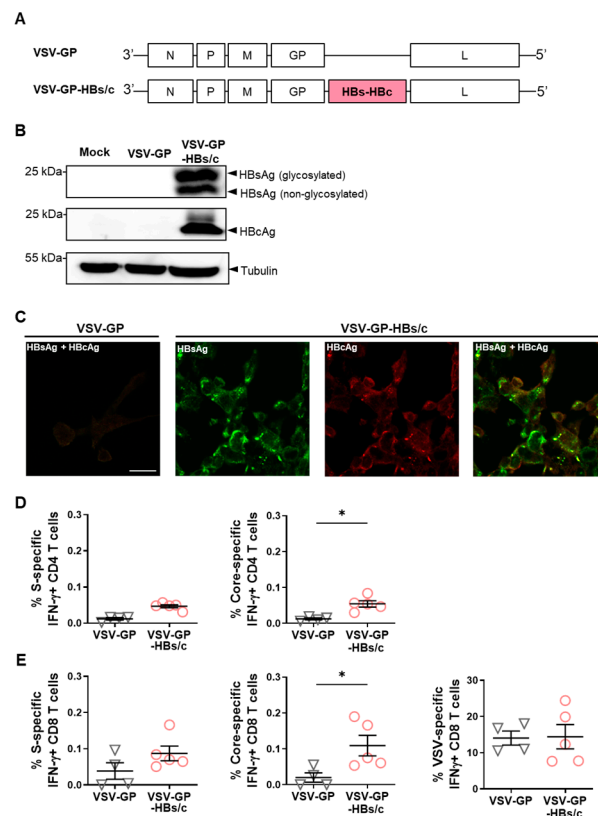 A
VSV-GP 3' N P M GP L 5'
VSV-GP-HBs/c 3' N P M GP HBs-HBc L 5'
B
Mock VSV-GP VSV-GP
-HBs/c
25 kDa HBsAg (glycosylated)
HBsAg (non-glycosylated)
25 kDa
HBcAg
55 kDa
Tubulin
C
VSV-GP VSV-GP-HBs/c
HBsAg + HBcAg HBsAg HBcAg HBsAg + HBcAg
D
% S-specific
IFN-γ+ CD4 T cells
0.3
0.2
0.1
0.0
VSV-GP VSV-GP
-HBs/c
% Core-specific
IFN-γ+ CD4 T cells
0.3
0.2
0.1
0.0
*
VSV-GP VSV-GP
-HBs/c
E
% S-specific
IFN-γ+ CD8 T cells
0.3
0.2
0.1
0.0
VSV-GP VSV-GP
-HBs/c
% Core-specific
IFN-γ+ CD8 T cells
0.3
0.2
0.1
0.0
*
VSV-GP VSV-GP
-HBs/c
% VSV-specific
IFNγ+ CD8 T cells
30
20
10
0
VSV-GP VSV-GP
-HBs/c